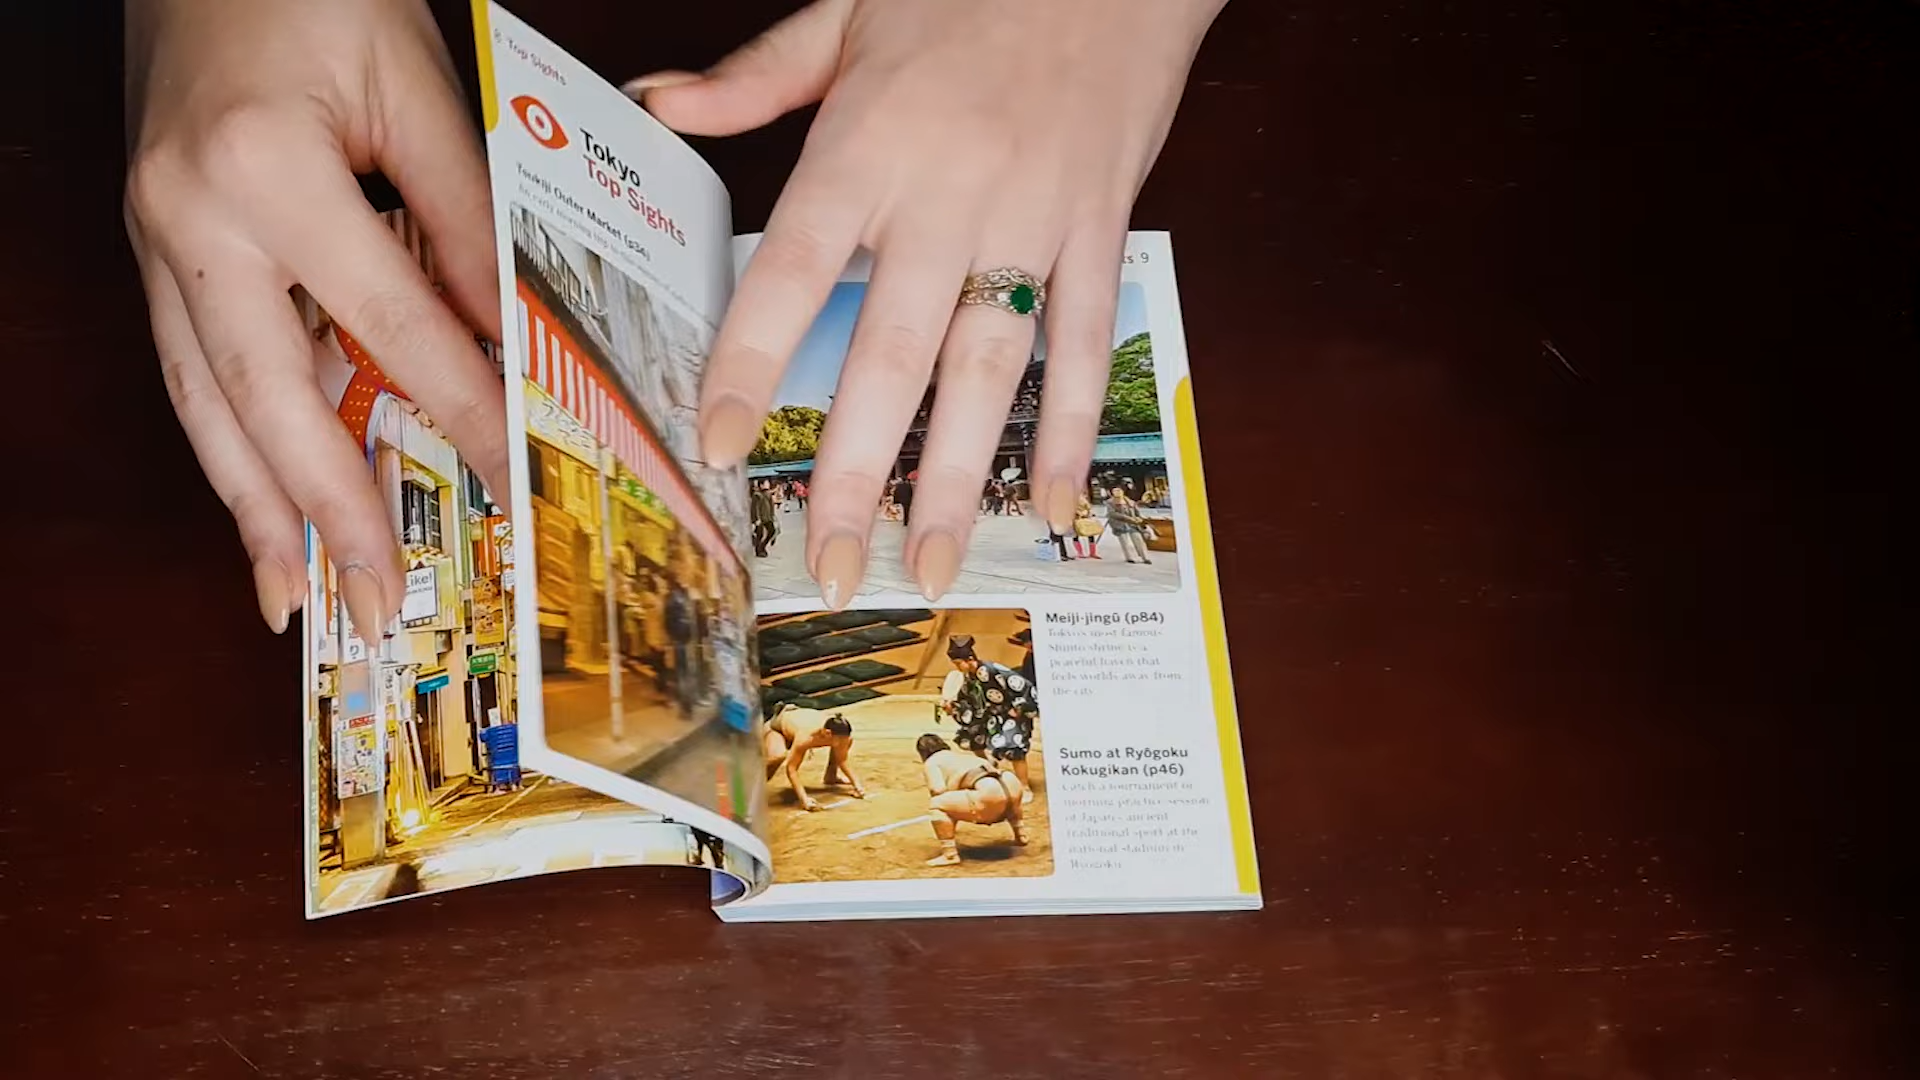 8 Top Sights
Tokyo
Top Sights
Tsukiji Outer Market (p34)
9
Meiji-jingū (p84)
Tokyo's most famous
Shinto shrine is a
peaceful haven that
feels worlds away from
the city.
Sumo at Ryōgoku
Kokugikan (p46)
Catch a tournament or
morning practice session
of Japan's ancient
traditional sport at the
national stadium in
Ryōgoku.
Like!